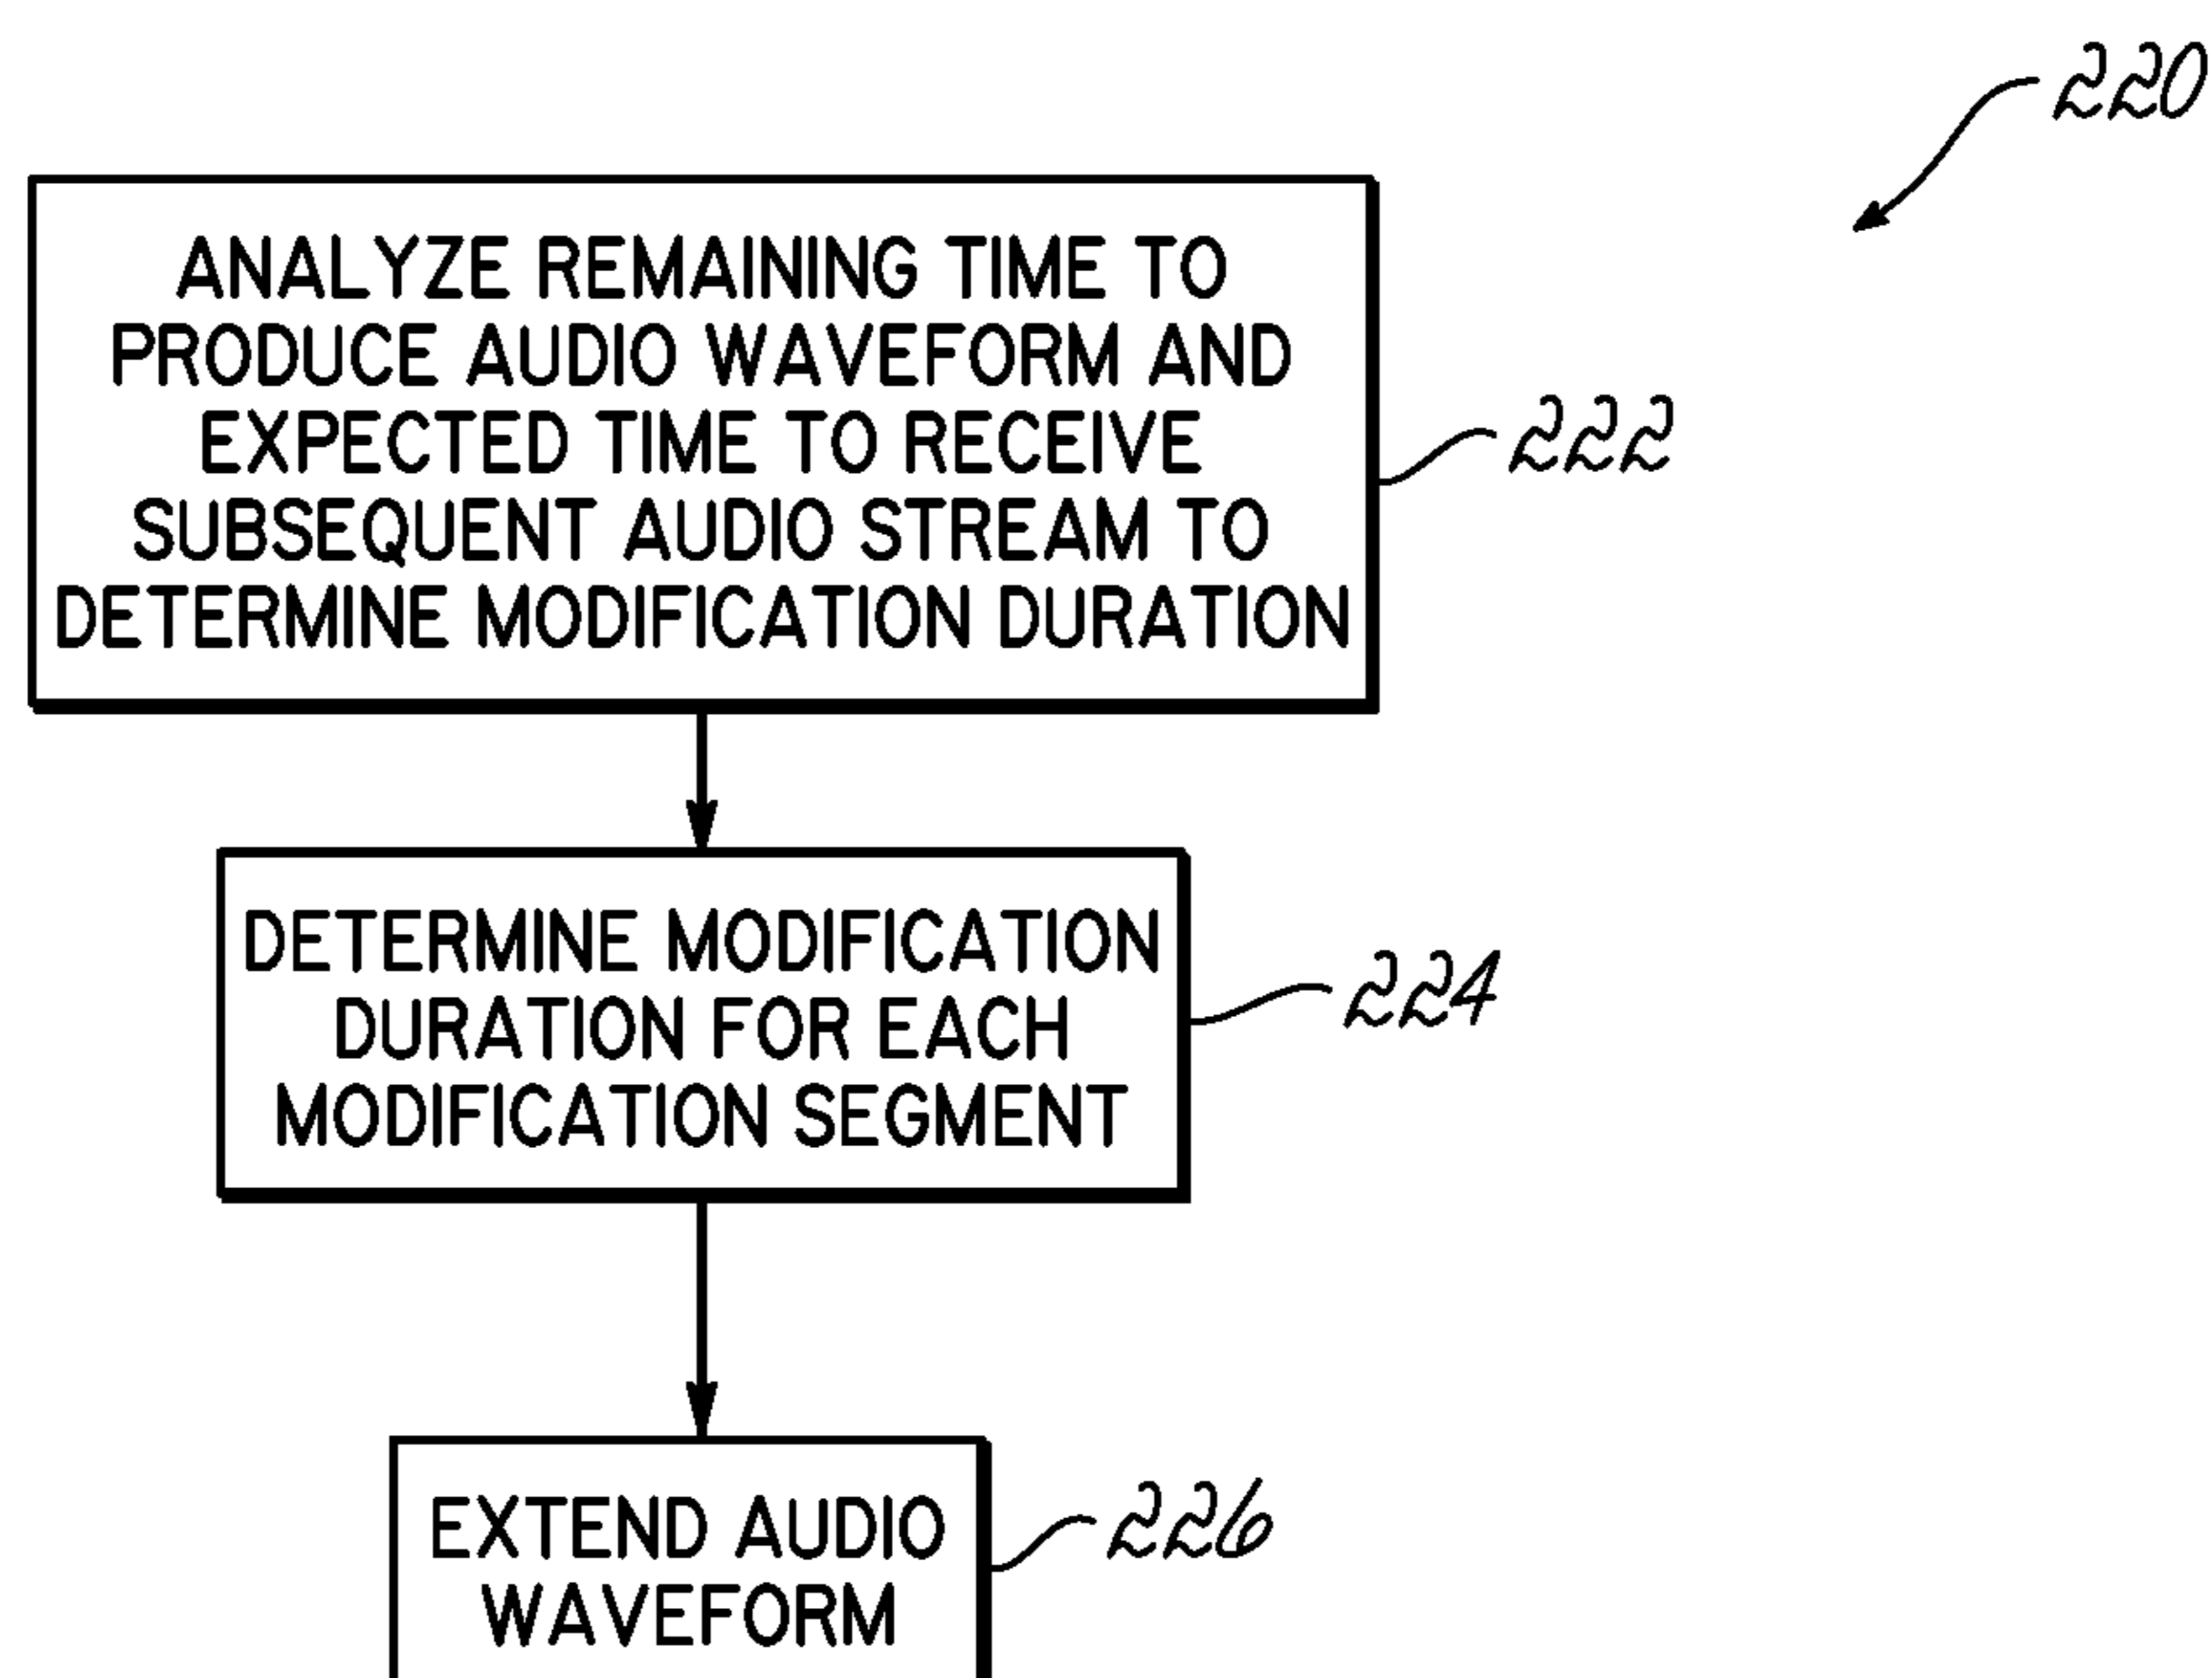 220
ANALYZE REMAINING TIME TO
PRODUCE AUDIO WAVEFORM AND
EXPECTED TIME TO RECEIVE
SUBSEQUENT AUDIO STREAM TO
DETERMINE MODIFICATION DURATION
222
DETERMINE MODIFICATION
DURATION FOR EACH
MODIFICATION SEGMENT
224
EXTEND AUDIO
WAVEFORM
226